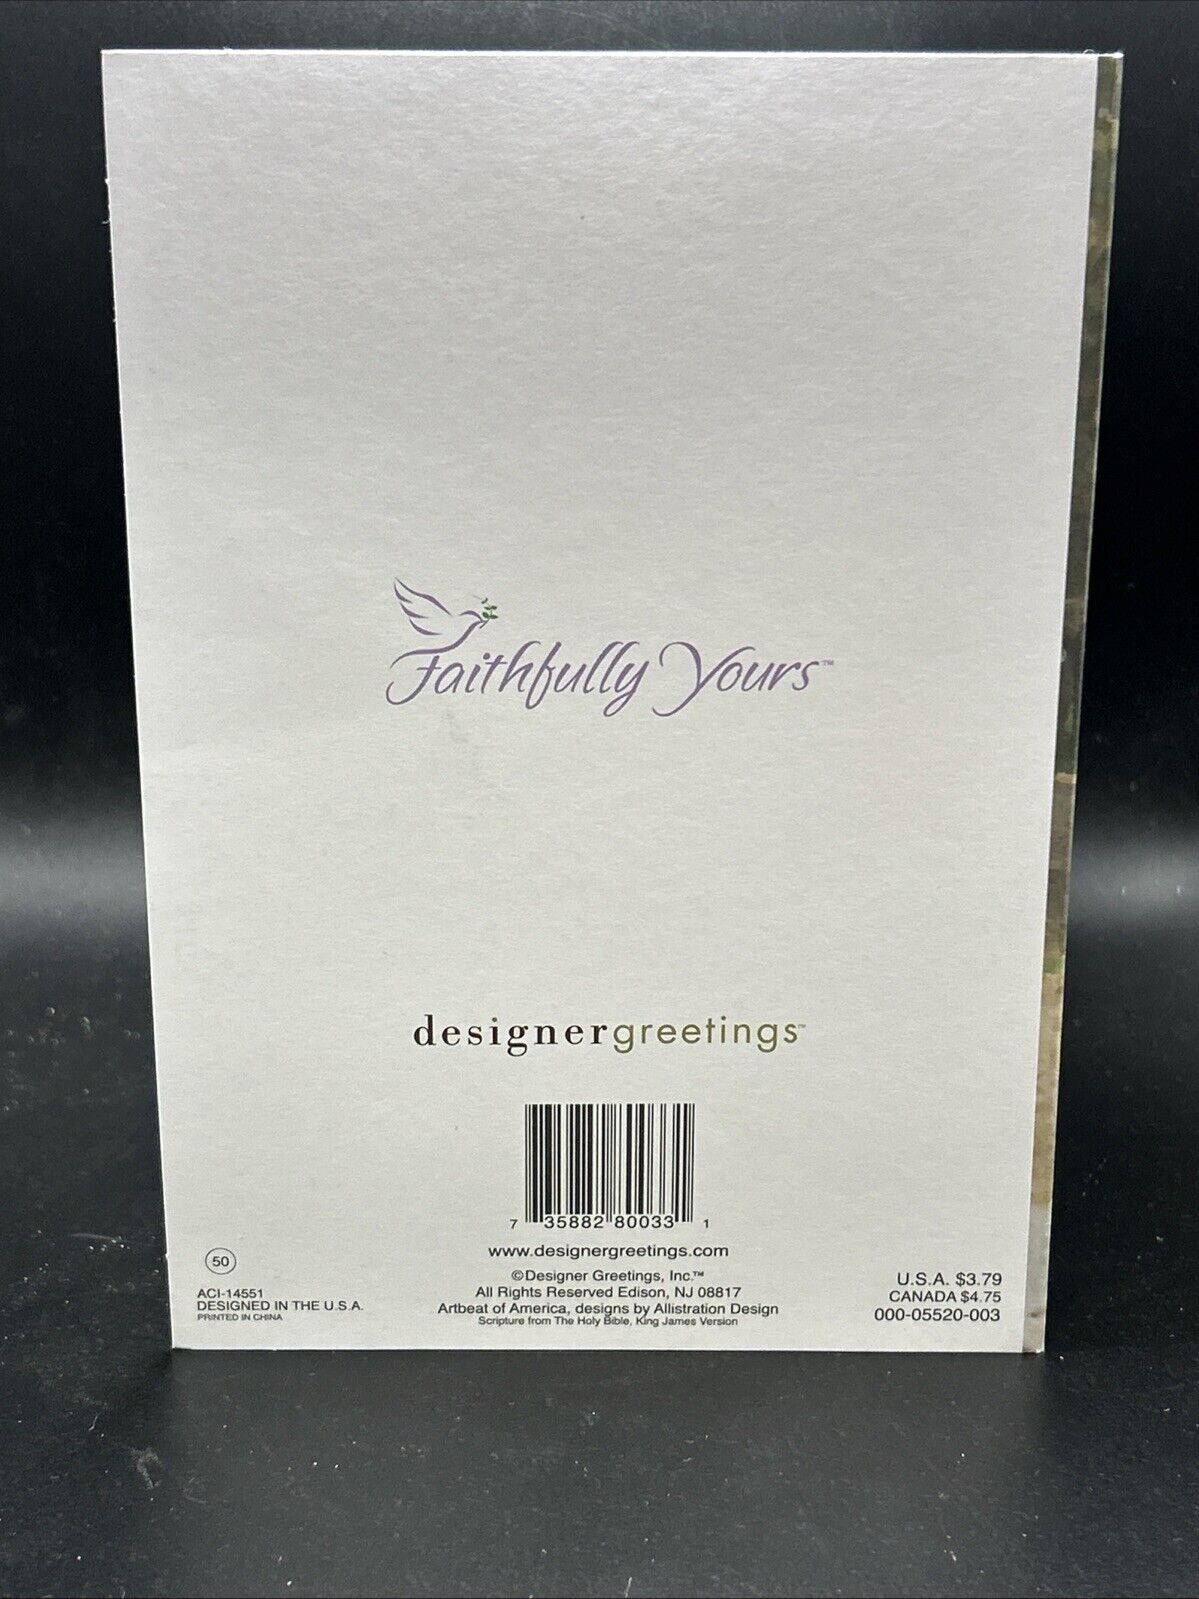 Faithfully Yours™
designergreetings™
7 35882 80033 1
www.designergreetings.com
50
ACI-14551
DESIGNED IN THE U.S.A.
PRINTED IN CHINA
©Designer Greetings, Inc.™
All Rights Reserved Edison, NJ 08817
Artbeat of America, designs by Allistration Design
Scripture from The Holy Bible, King James Version
U.S.A. $3.79
CANADA $4.75
000-05520-003